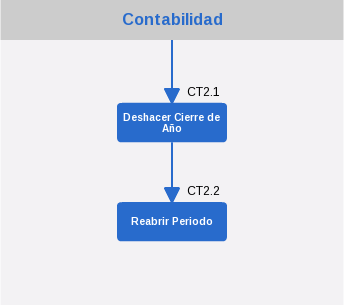 Contabilidad
CT2.1
Deshacer Cierre de
Año
CT2.2
Reabrir Periodo